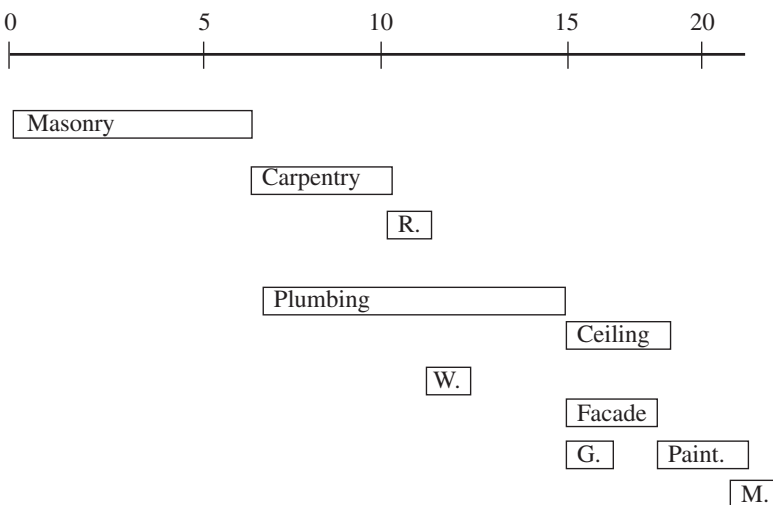 0 5 10 15 20
Masonry
Carpentry
R.
Plumbing
Ceiling
W.
Facade
G. Paint.
M.